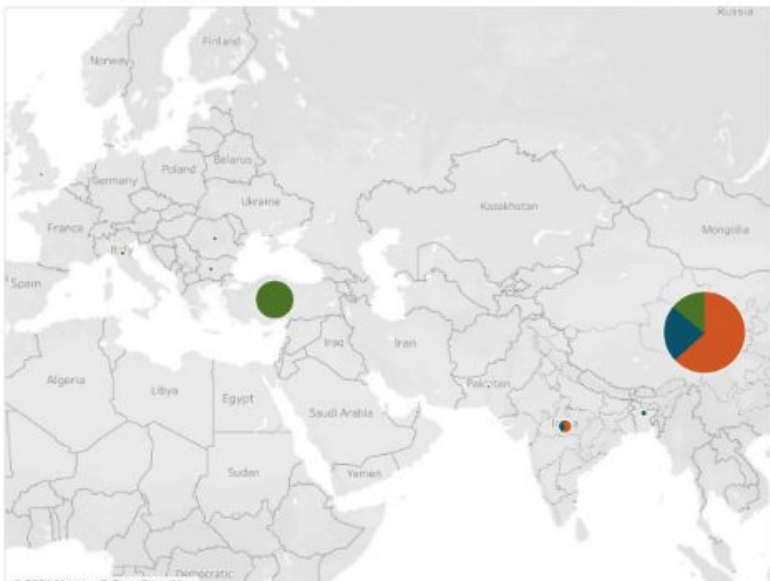 Russia
Finland
Norway
Belarus
Poland
Germany
Ukraine
Kazakhstan
France
Mongolia
Italy
Spain
Iraq
Iran
Algeria
Libya
Egypt
Pakistan
Saudi Arabia
India
Sudan
Yemen
Democratic